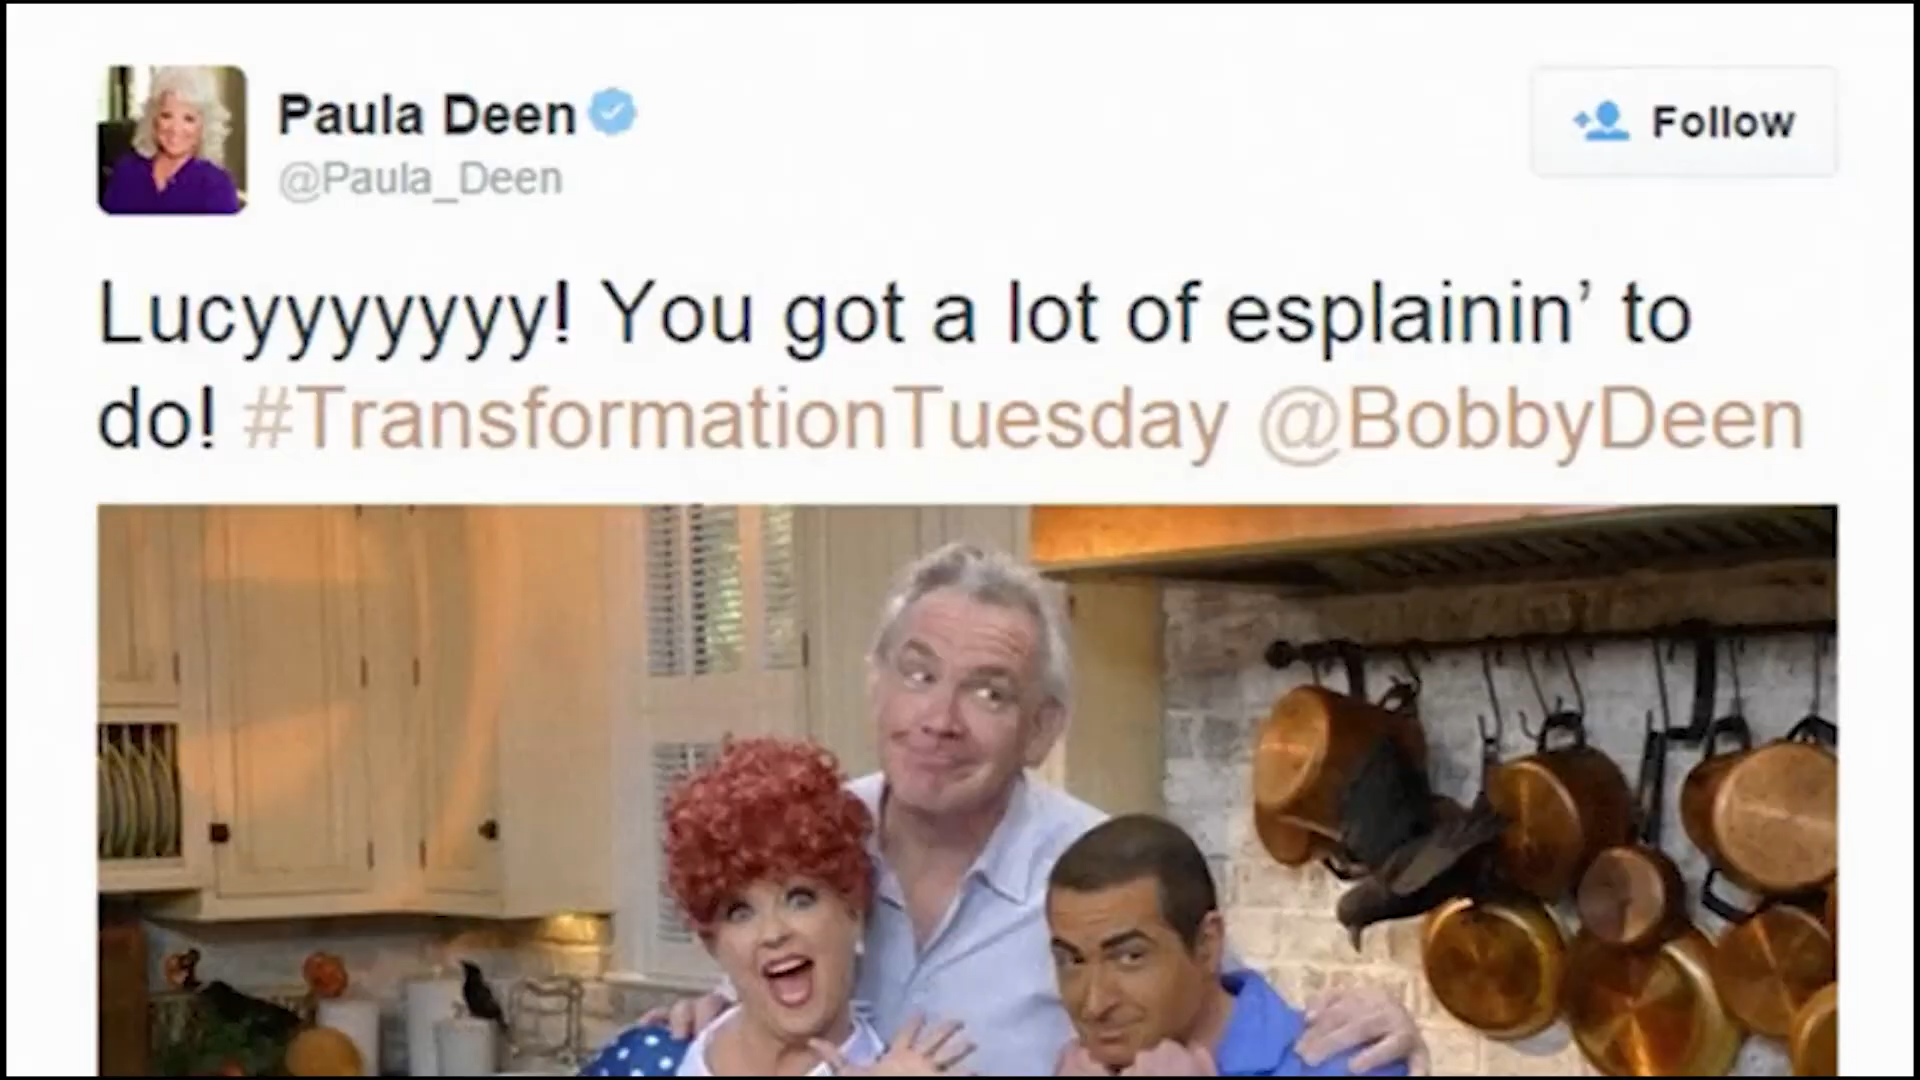 Paula Deen
@Paula_Deen
Follow
Lucyyyyyyy! You got a lot of esplainin’ to
do! #TransformationTuesday @BobbyDeen